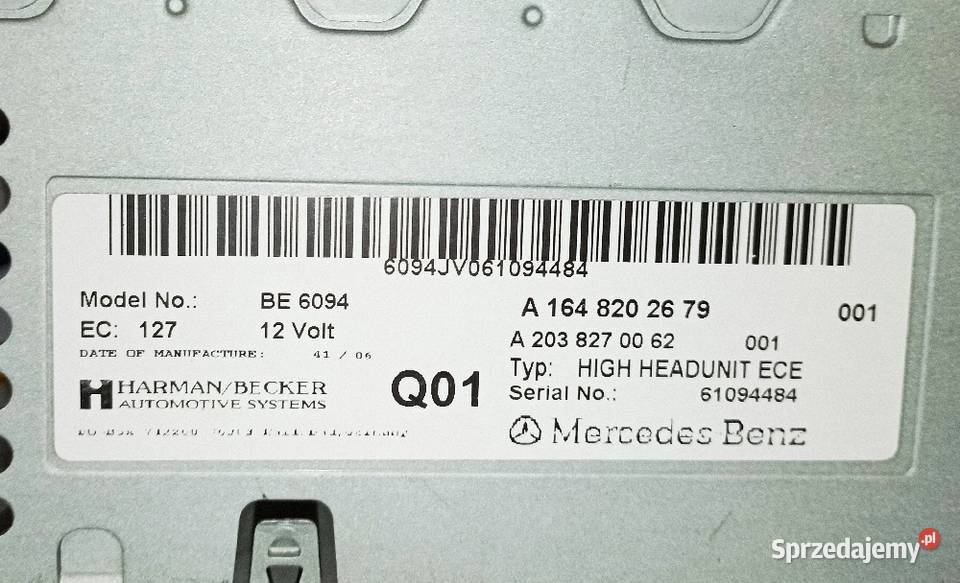 6094JV061094484
Model No.: BE 6094
A 164 820 26 79 001
EC: 127 12 Volt
A 203 827 00 62 001
DATE OF MANUFACTURE: 41 / 06
Typ: HIGH HEADUNIT ECE
HARMAN/BECKER
AUTOMOTIVE SYSTEMS
Q01
Serial No.: 61094484
Mercedes Benz
Sprzedajemy.pl